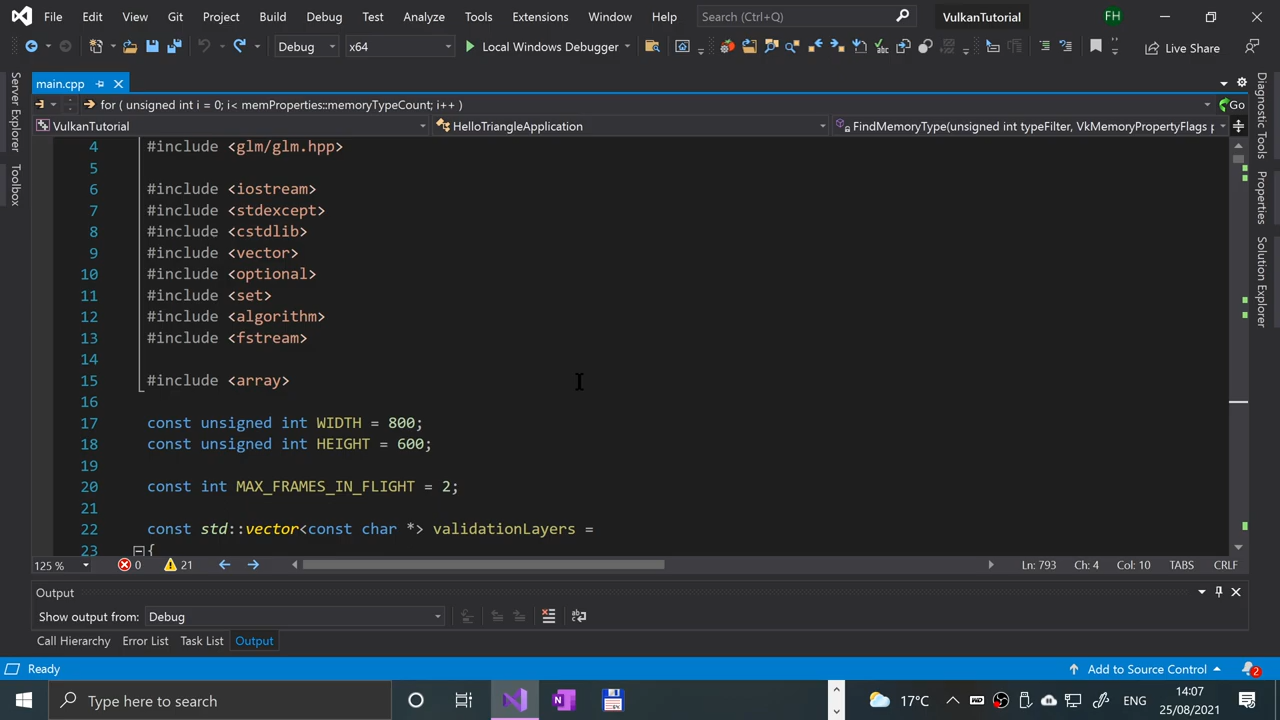 File Edit View Git Project Build Debug Test Analyze Tools Extensions Window Help Search (Ctrl+Q) VulkanTutorial FH
Debug x64 Local Windows Debugger Live Share
main.cpp
for ( unsigned int i = 0; i< memProperties::memoryTypeCount; i++ ) Go
VulkanTutorial HelloTriangleApplication FindMemoryType(unsigned int typeFilter, VkMemoryPropertyFlags p
Server Explorer
Toolbox
Diagnostic Tools
Properties
Solution Explorer
4 #include <glm/glm.hpp>
5
6 #include <iostream>
7 #include <stdexcept>
8 #include <cstdlib>
9 #include <vector>
10 #include <optional>
11 #include <set>
12 #include <algorithm>
13 #include <fstream>
14
15 #include <array>
16
17 const unsigned int WIDTH = 800;
18 const unsigned int HEIGHT = 600;
19
20 const int MAX_FRAMES_IN_FLIGHT = 2;
21
22 const std::vector<const char *> validationLayers =
23 {
125 % 0 21 Ln: 793 Ch: 4 Col: 10 TABS CRLF
Output
Show output from: Debug
Call Hierarchy Error List Task List Output
Ready Add to Source Control 2
Type here to search 17°C ENG 14:07
25/08/2021